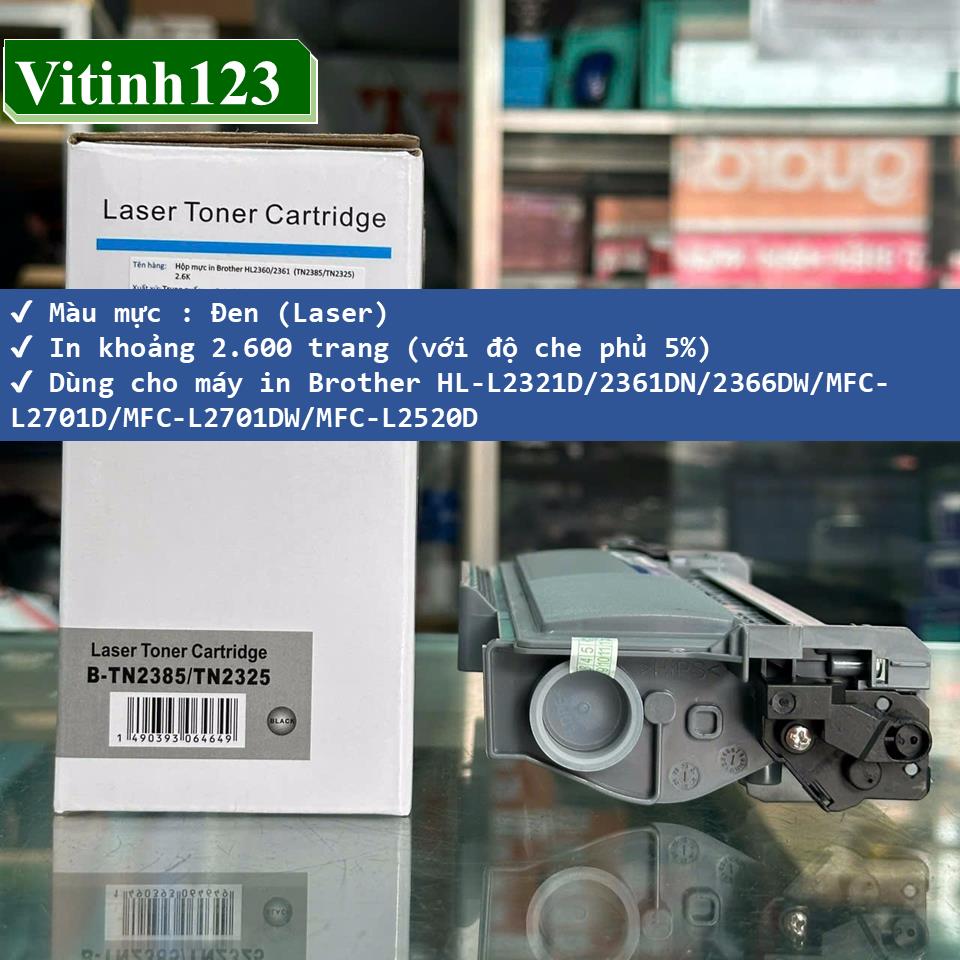 Vitinh123
Laser Toner Cartridge
Tên hàng: Hộp mực in Brother HL2360/2361 (TN2385/TN2325)
2.6K
✓ Màu mực : Đen (Laser)
✓ In khoảng 2.600 trang (với độ che phủ 5%)
✓ Dùng cho máy in Brother HL-L2321D/2361DN/2366DW/MFC-
L2701D/MFC-L2701DW/MFC-L2520D
Laser Toner Cartridge
B-TN2385/TN2325
BLACK
1 490393 064649
>HIPS<